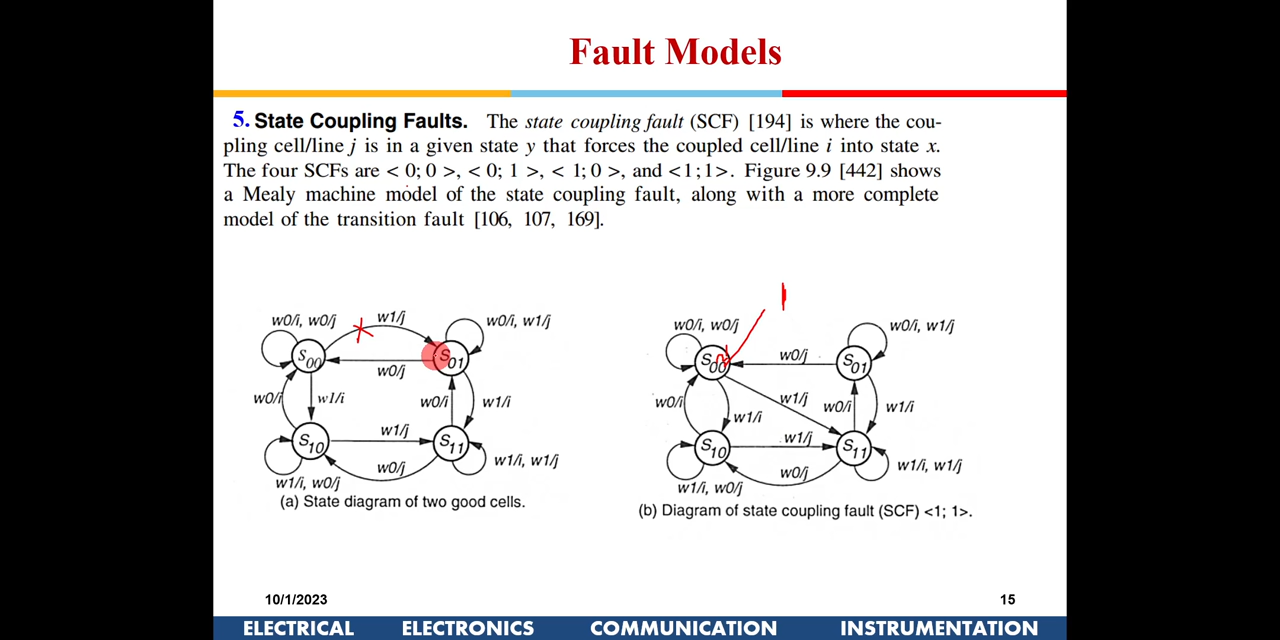 Fault Models
5. State Coupling Faults. The state coupling fault (SCF) [194] is where the cou-
pling cell/line j is in a given state y that forces the coupled cell/line i into state x.
The four SCFs are < 0; 0 >, < 0; 1 >, < 1; 0 >, and <1; 1>. Figure 9.9 [442] shows
a Mealy machine model of the state coupling fault, along with a more complete
model of the transition fault [106, 107, 169].
w0/i, w0/j
w1/j
w0/i, w1/j
S00
S01
w0/j
w0/i
w1/i
w0/i
w1/i
S10
w1/j
S11
w0/j
w1/i, w0/j
w1/i, w1/j
(a) State diagram of two good cells.
1
w0/i, w0/j
w0/i, w1/j
S00
w0/j
S01
w0/i
w1/i
w1/j
w0/i
w1/i
S10
w1/j
S11
w0/j
w1/i, w0/j
w1/i, w1/j
(b) Diagram of state coupling fault (SCF) <1; 1>.
10/1/2023
15
ELECTRICAL ELECTRONICS COMMUNICATION INSTRUMENTATION